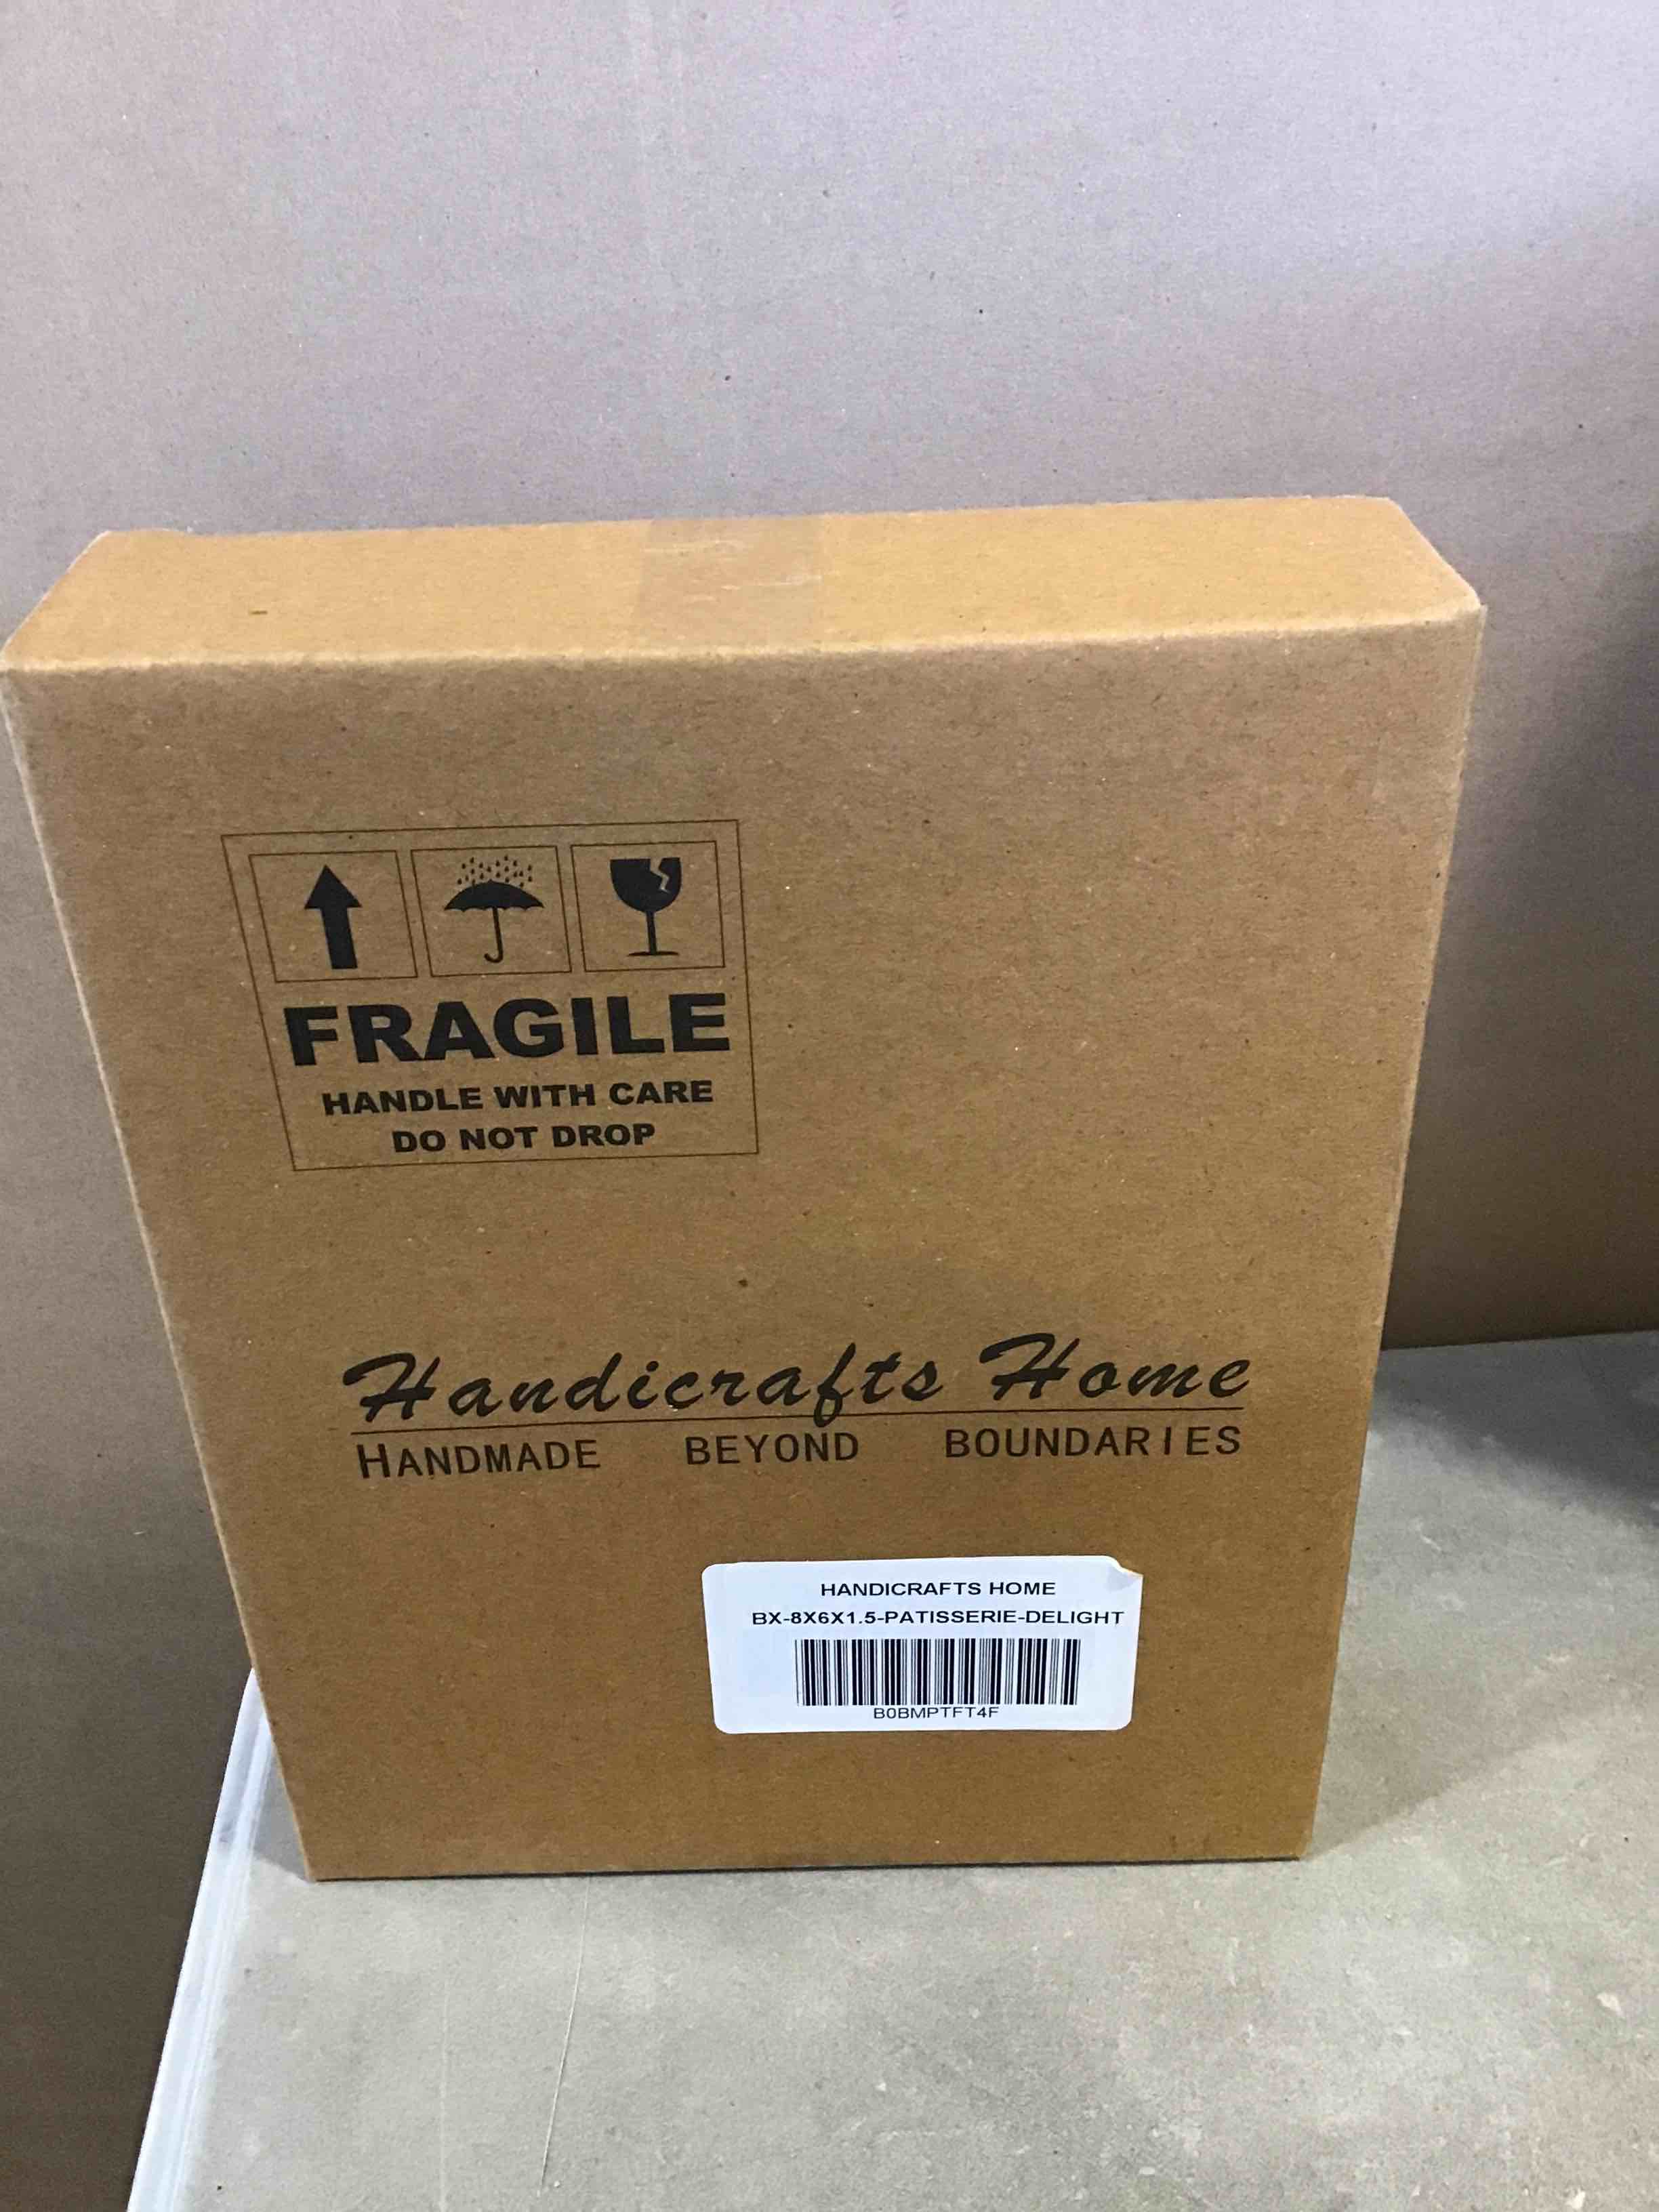 FRAGILE
HANDLE WITH CARE
DO NOT DROP
Handicrafts Home
HANDMADE BEYOND BOUNDARIES
HANDICRAFTS HOME
BX-8X6X1.5-PATISSERIE-DELIGHT
B0BMPTFT4F